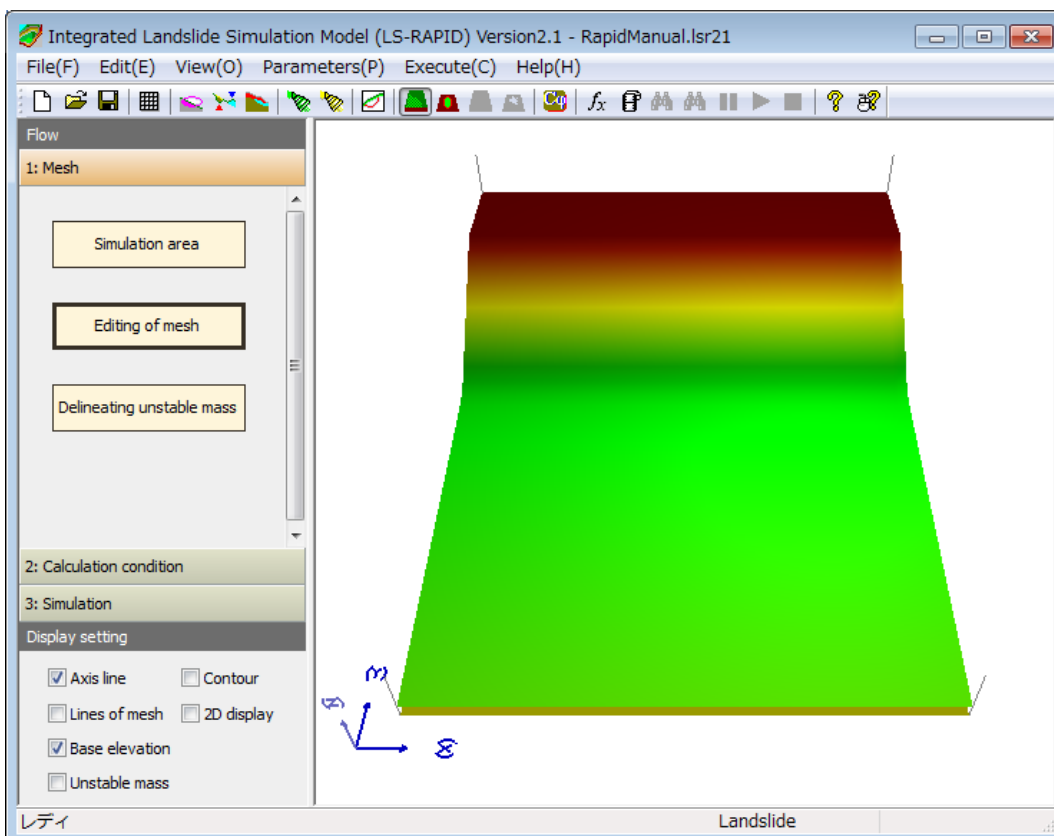 Integrated Landslide Simulation Model (LS-RAPID) Version2.1 - RapidManual.lsr21
File(F) Edit(E) View(O) Parameters(P) Execute(C) Help(H)
Flow
1: Mesh
Simulation area
Editing of mesh
Delineating unstable mass
2: Calculation condition
3: Simulation
Display setting
Axis line Contour
Lines of mesh 2D display
Base elevation
Unstable mass
レディ Landslide